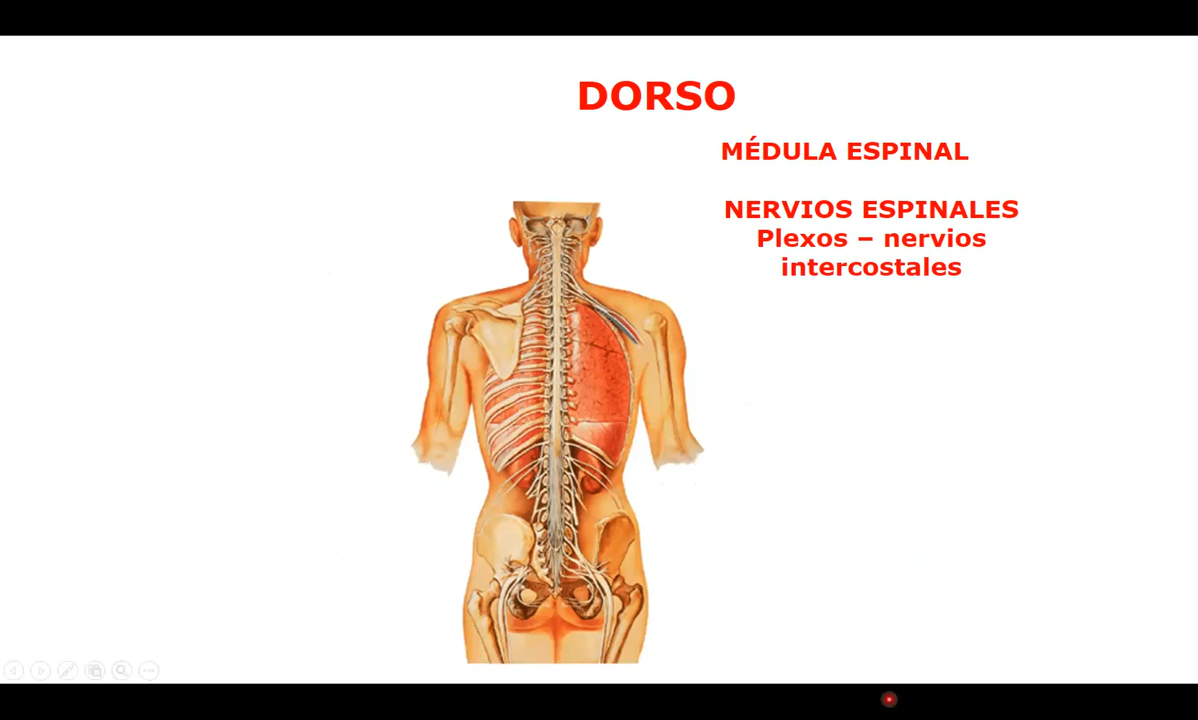 DORSO
MÉDULA ESPINAL
NERVIOS ESPINALES
Plexos – nervios
intercostales